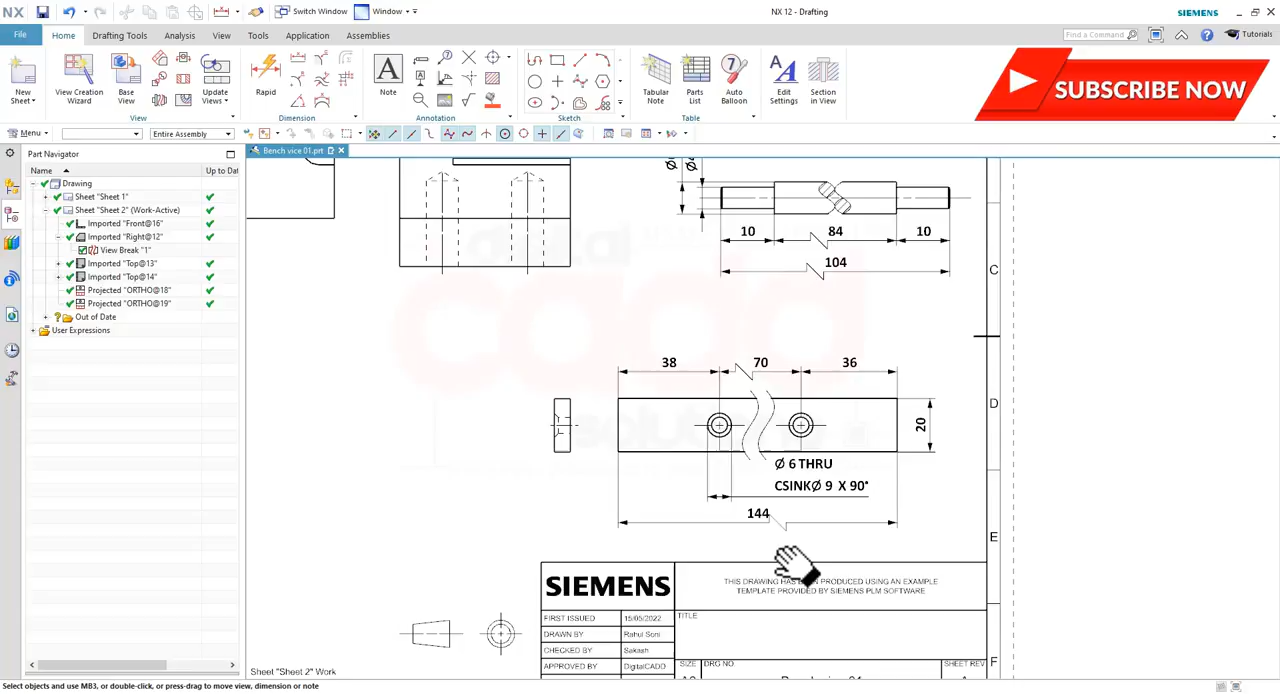 NX
Switch Window
Window
NX 12 - Drafting
SIEMENS
File
Home
Drafting Tools
Analysis
View
Tools
Application
Assemblies
Find a Command
Tutorials
New
Sheet
View Creation
Wizard
Base
View
Update
Views
Rapid
Note
Tabular
Note
Parts
List
Auto
Balloon
Edit
Settings
Section
in View
View
Dimension
Annotation
Sketch
Table
SUBSCRIBE NOW
Menu
Entire Assembly
Part Navigator
Bench vice 01.prt
Name
Up to Dat
Drawing
Sheet "Sheet 1"
Sheet "Sheet 2" (Work-Active)
Imported "Front@16"
Imported "Right@12"
View Break "1"
Imported "Top@13"
Imported "Top@14"
Projected "ORTHO@18"
Projected "ORTHO@19"
Out of Date
User Expressions
10
84
10
104
C
digital
cadd
solutions
38
70
36
D
20
Ø 6 THRU
CSINKØ 9 X 90°
144
E
SIEMENS
THIS DRAWING HAS BEEN PRODUCED USING AN EXAMPLE
TEMPLATE PROVIDED BY SIEMENS PLM SOFTWARE
FIRST ISSUED
15/05/2022
TITLE
DRAWN BY
Rahul Soni
CHECKED BY
Sakash
APPROVED BY
DigitalCADD
SIZE
DRG NO
SHEET REV
F
Sheet "Sheet 2" Work
Select objects and use MB3, or double-click, or press-drag to move view, dimension or note